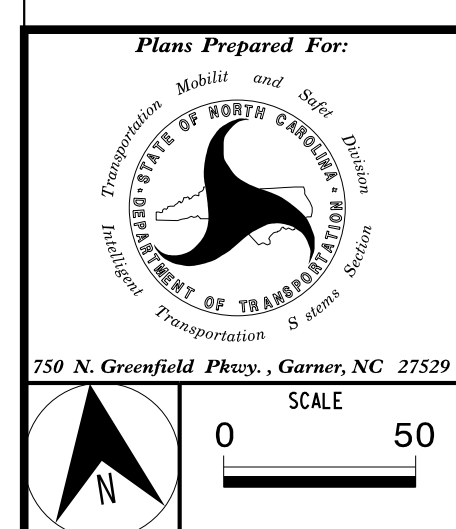 Plans Prepared For:
Transportation Mobilit and Safet Division
STATE OF NORTH CAROLINA
DEPARTMENT OF TRANSPORTATION
Intelligent Transportation S stems Section
750 N. Greenfield Pkwy. , Garner, NC 27529
N
SCALE
0 50